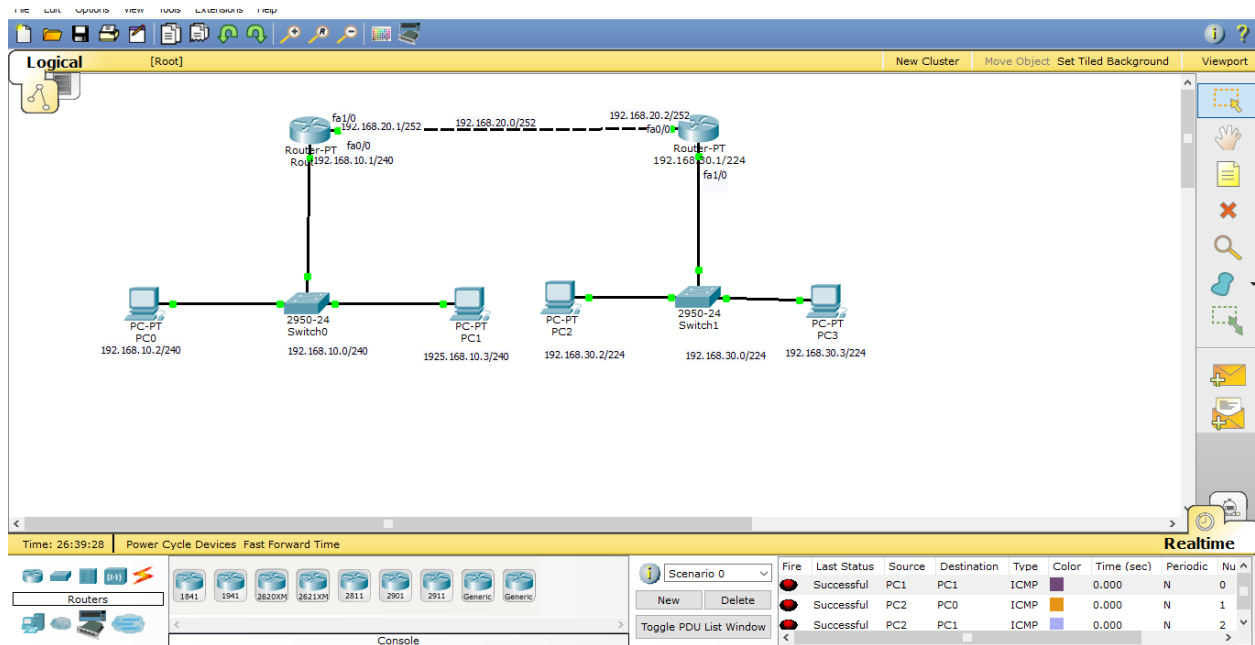 File Edit Options View Tools Extensions Help
Logical [Root] New Cluster Move Object Set Tiled Background Viewport
fa1/0
192.168.20.1/252
192.168.20.0/252
192.168.20.2/252
fa0/0
fa0/0
Router-PT
192.168.10.1/240
Router-PT
192.168.30.1/224
fa1/0
PC-PT
PC0
192.168.10.2/240
2950-24
Switch0
192.168.10.0/240
PC-PT
PC1
1925.168.10.3/240
PC-PT
PC2
192.168.30.2/224
2950-24
Switch1
192.168.30.0/224
PC-PT
PC3
192.168.30.3/224
Time: 26:39:28 Power Cycle Devices Fast Forward Time Realtime
Routers
1841 1941 2620XM 2621XM 2811 2901 2911 Generic Generic
Console
Scenario 0
New Delete
Toggle PDU List Window
Fire Last Status Source Destination Type Color Time (sec) Periodic Nu
Successful PC1 PC1 ICMP 0.000 N 0
Successful PC2 PC0 ICMP 0.000 N 1
Successful PC2 PC1 ICMP 0.000 N 2